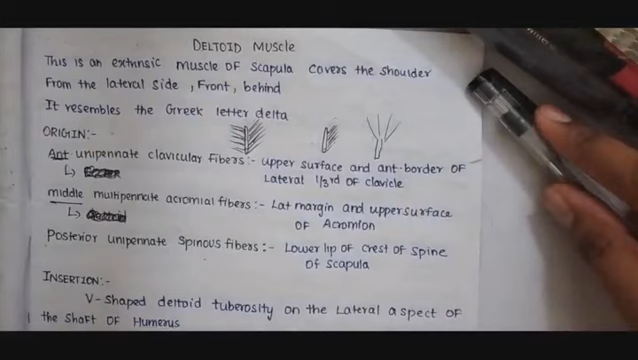 DELTOID MUSCLE
This is an extrinsic muscle OF Scapula Covers the shoulder
From the lateral Side , Front , behind
It resembles the Greek letter delta
ORIGIN:-
Ant unipennate clavicular Fibers:- upper surface and ant-border OF
Lateral 1/3rd OF clavicle
middle multipennate acromial fibers:- Lat margin and upper surface
OF Acromion
Posterior unipennate Spinous fibers:- Lower lip OF crest OF Spine
OF Scapula
INSERTION:-
V-Shaped deltoid tuberosity on the Lateral aspect OF
the Shaft OF Humerus